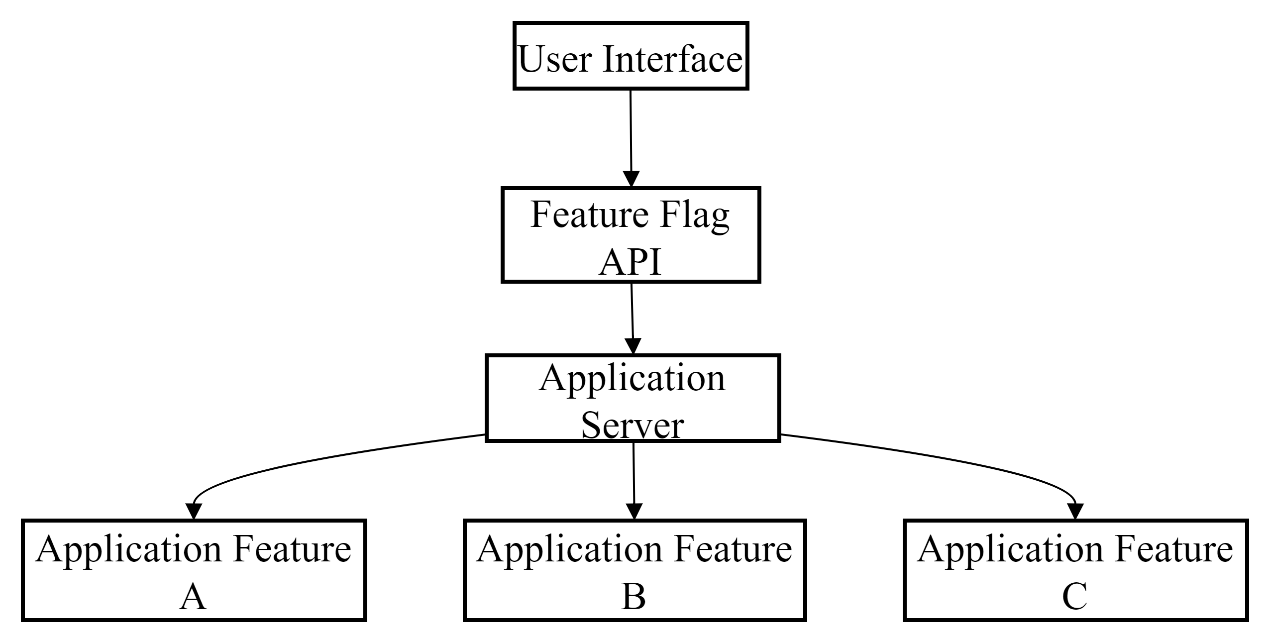 User Interface
Feature Flag
API
Application
Server
Application Feature
A
Application Feature
B
Application Feature
C